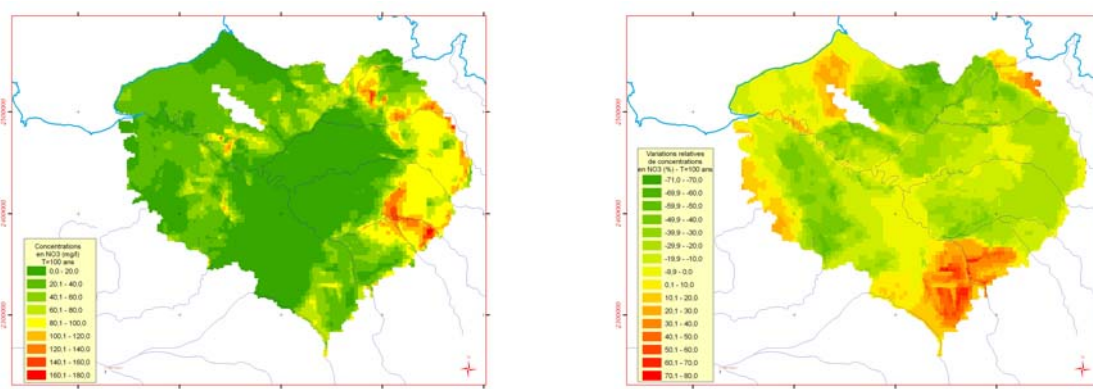 2500000
2400000
2300000
Concentrations
en NO3 (mg/l)
T=100 ans
0,0 - 20,0
20,1 - 40,0
40,1 - 60,0
60,1 - 80,0
80,1 - 100,0
100,1 - 120,0
120,1 - 140,0
140,1 - 160,0
160,1 - 180,0
2500000
2400000
2300000
Variations relatives
de concentrations
en NO3 (%) - T=100 ans
-71,0 - -70,0
-69,9 - -60,0
-59,9 - -50,0
-49,9 - -40,0
-39,9 - -30,0
-29,9 - -20,0
-19,9 - -10,0
-9,9 - 0,0
0,1 - 10,0
10,1 - 20,0
20,1 - 30,0
30,1 - 40,0
40,1 - 50,0
50,1 - 60,0
60,1 - 70,0
70,1 - 80,0